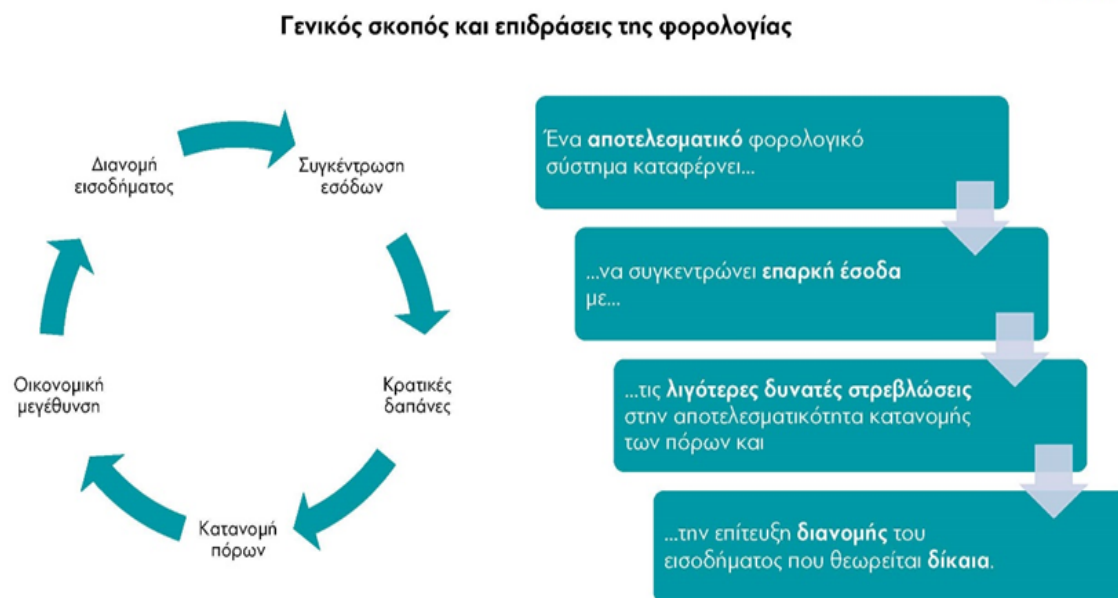 Γενικός σκοπός και επιδράσεις της φορολογίας
Διανομή
εισοδήματος
Συγκέντρωση
εσόδων
Κρατικές
δαπάνες
Κατανομή
πόρων
Οικονομική
μεγέθυνση
Ένα αποτελεσματικό φορολογικό
σύστημα καταφέρνει...
...να συγκεντρώνει επαρκή έσοδα
με...
...τις λιγότερες δυνατές στρεβλώσεις
στην αποτελεσματικότητα κατανομής
των πόρων και
...την επίτευξη διανομής του
εισοδήματος που θεωρείται δίκαια.